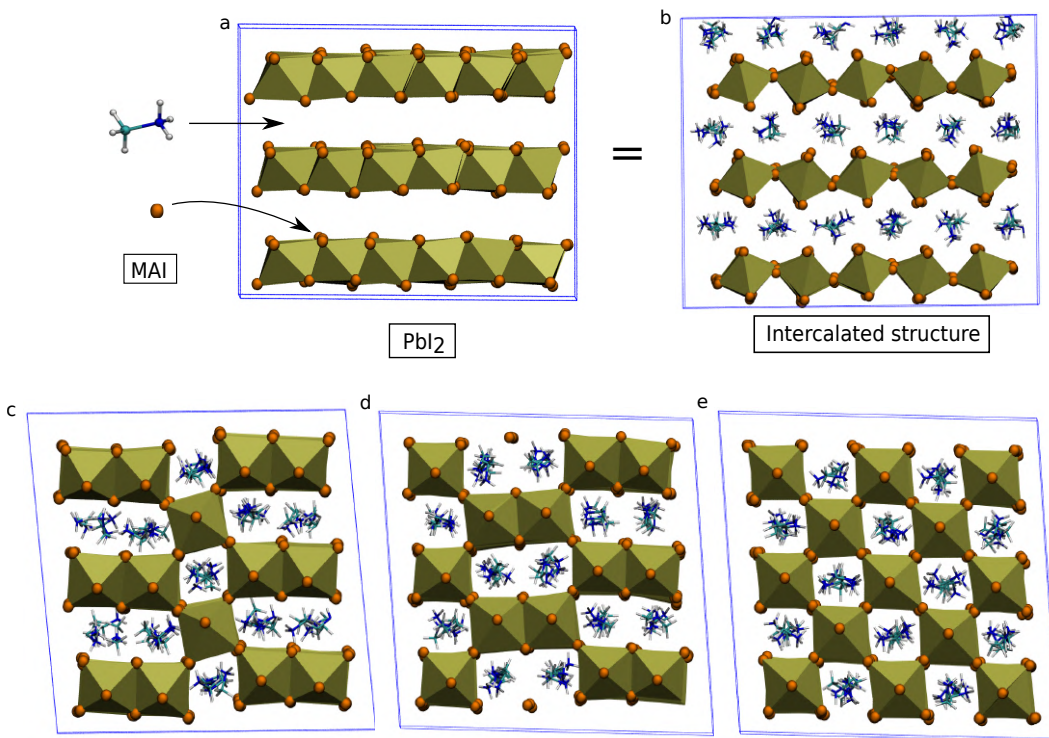 a
b
MAI
=
PbI2
Intercalated structure
c
d
e